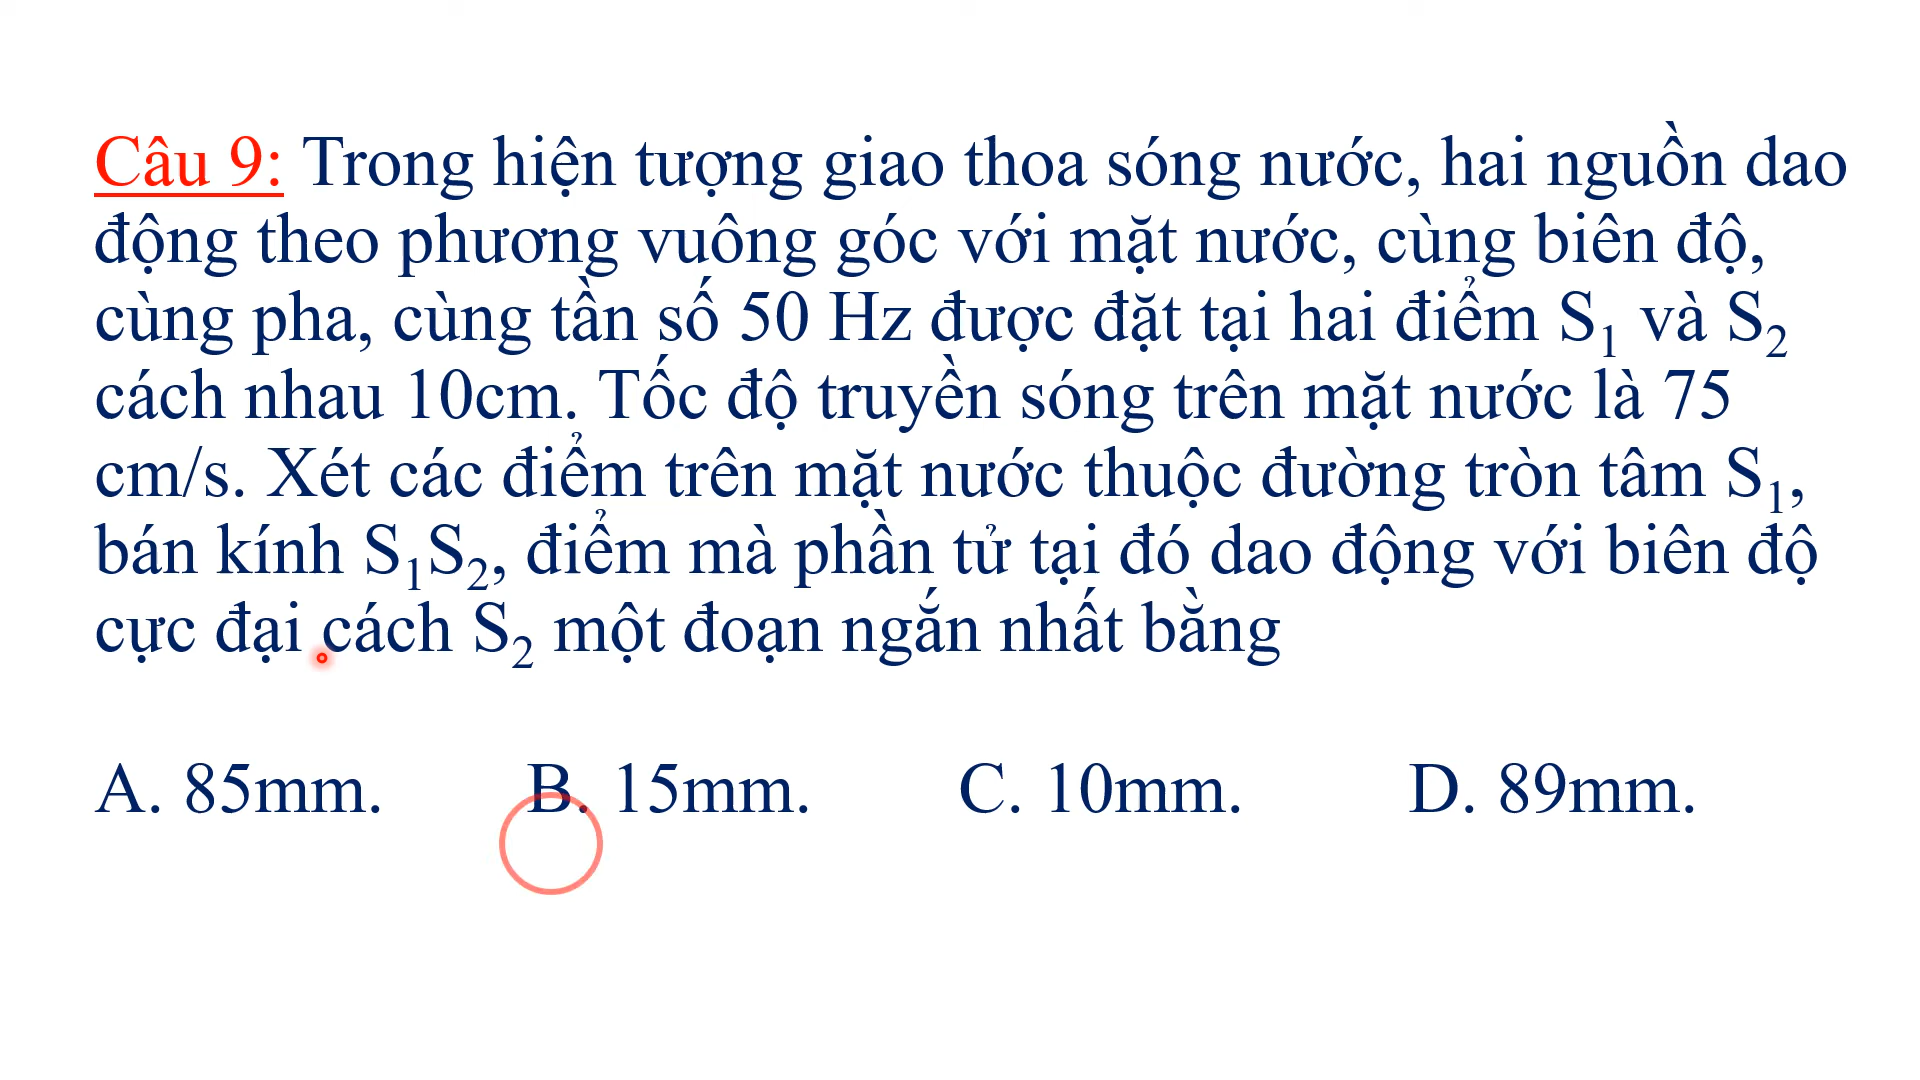 Câu 9: Trong hiện tượng giao thoa sóng nước, hai nguồn dao
động theo phương vuông góc với mặt nước, cùng biên độ,
cùng pha, cùng tần số 50 Hz được đặt tại hai điểm S₁ và S₂
cách nhau 10cm. Tốc độ truyền sóng trên mặt nước là 75
cm/s. Xét các điểm trên mặt nước thuộc đường tròn tâm S₁,
bán kính S₁S₂, điểm mà phần tử tại đó dao động với biên độ
cực đại cách S₂ một đoạn ngắn nhất bằng
A. 85mm. B. 15mm. C. 10mm. D. 89mm.